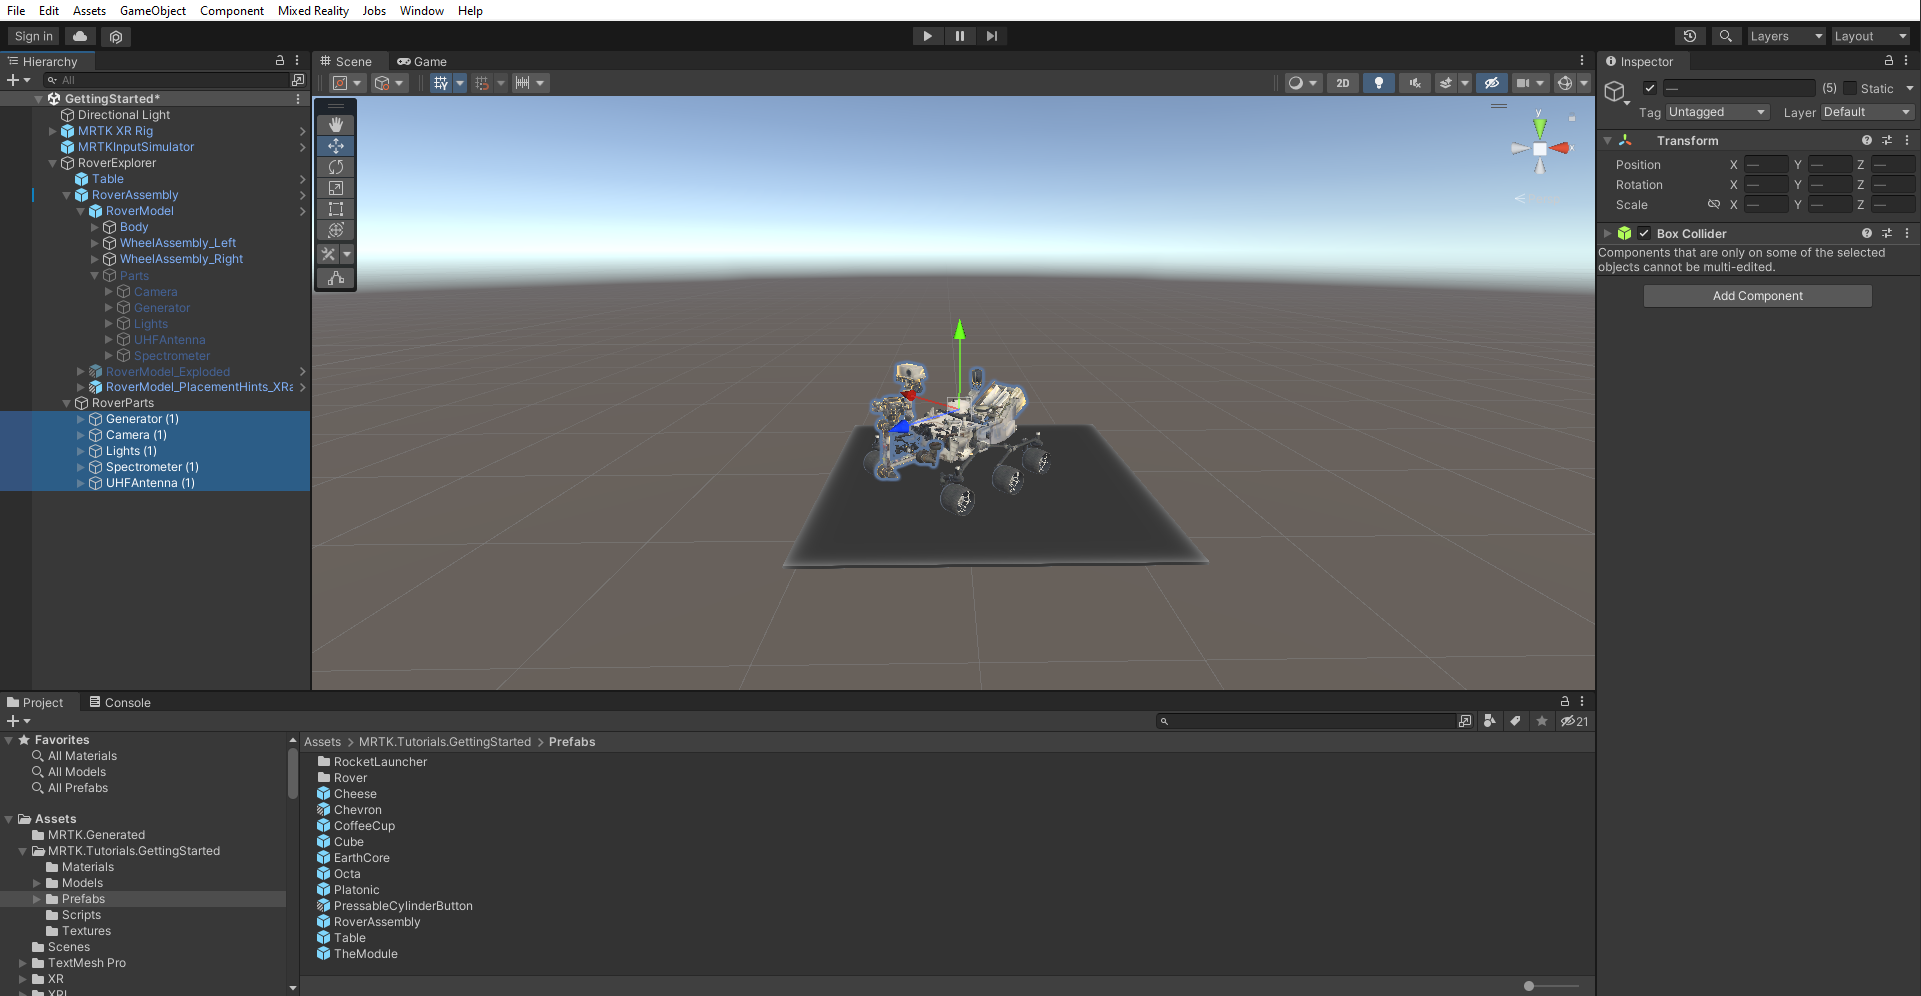 File Edit Assets GameObject Component Mixed Reality Jobs Window Help
Sign in
Layers
Layout
Hierarchy
All
GettingStarted*
Directional Light
MRTK XR Rig
MRTKInputSimulator
RoverExplorer
Table
RoverAssembly
RoverModel
Body
WheelAssembly_Left
WheelAssembly_Right
Parts
Camera
Generator
Lights
UHFAntenna
Spectrometer
RoverModel_Exploded
RoverModel_PlacementHints_XRa
RoverParts
Generator (1)
Camera (1)
Lights (1)
Spectrometer (1)
UHFAntenna (1)
Scene Game
2D
y
x
Inspector
— (5) Static
Tag Untagged Layer Default
Transform
Position X — Y — Z —
Rotation X — Y — Z —
Scale X — Y — Z —
Box Collider
Components that are only on some of the selected
objects cannot be multi-edited.
Add Component
Project Console
21
Favorites
All Materials
All Models
All Prefabs
Assets
MRTK.Generated
MRTK.Tutorials.GettingStarted
Materials
Models
Prefabs
Scripts
Textures
Scenes
TextMesh Pro
XR
XRI
Assets > MRTK.Tutorials.GettingStarted > Prefabs
RocketLauncher
Rover
Cheese
Chevron
CoffeeCup
Cube
EarthCore
Octa
Platonic
PressableCylinderButton
RoverAssembly
Table
TheModule